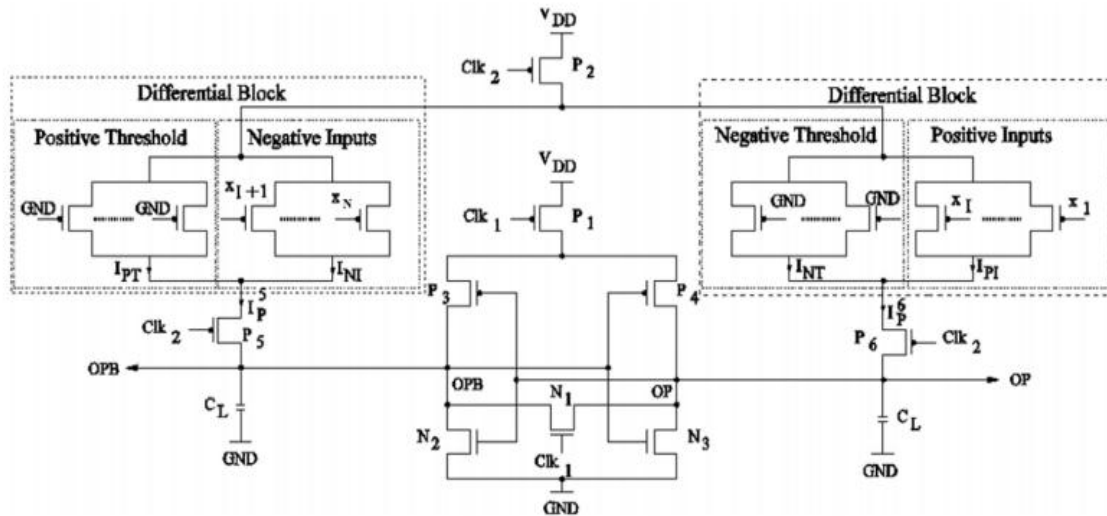 V DD
Clk 2
P 2
Differential Block
Differential Block
Positive Threshold
Negative Inputs
Negative Threshold
Positive Inputs
V DD
x I+1
x N
GND
GND
Clk 1
P 1
GND
GND
x I
x 1
I PT
I NI
I NT
I PI
P 3
P 4
I P 5
Clk 2
P 5
I P 6
P 6
Clk 2
OPB
OPB
N 1
OP
OP
C L
N 2
Clk 1
N 3
C L
GND
GND
GND